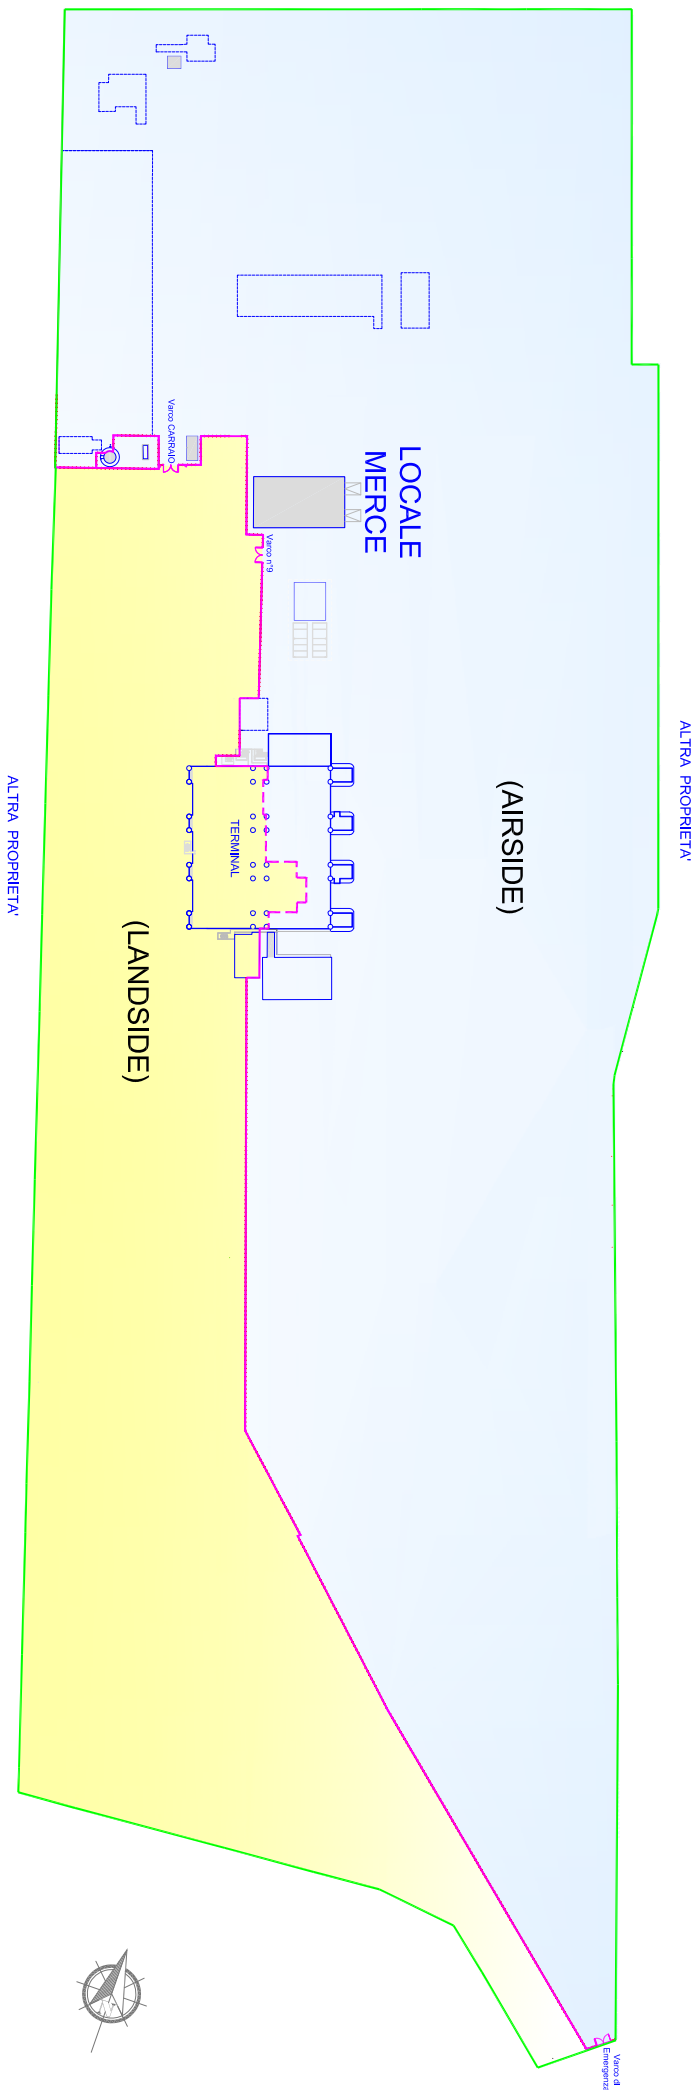 Varco CARRAIO
LOCALE
MERCE
Varco n°9
ALTRA PROPRIETA'
ALTRA PROPRIETA'
(AIRSIDE)
TERMINAL
(LANDSIDE)
Varco di
Emergenza